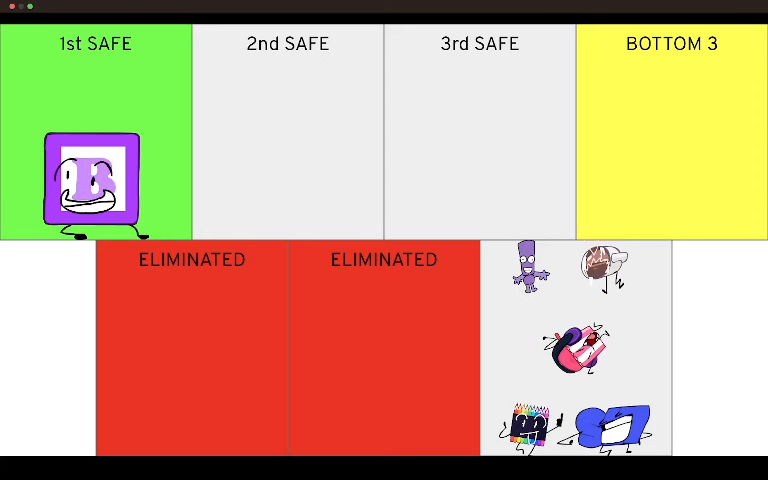 1st SAFE
2nd SAFE
3rd SAFE
BOTTOM 3
B
ELIMINATED
ELIMINATED